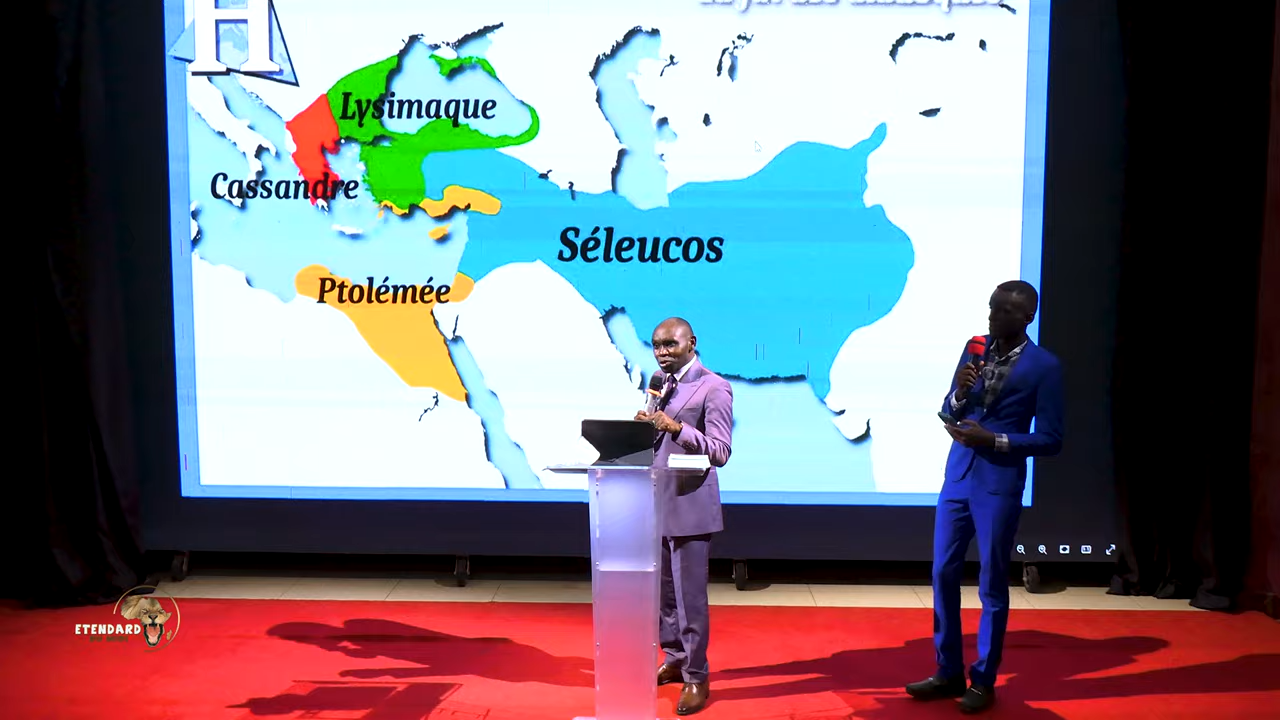 H
Lysimaque
Cassandre
Séleucos
Ptolémée
ETENDARD